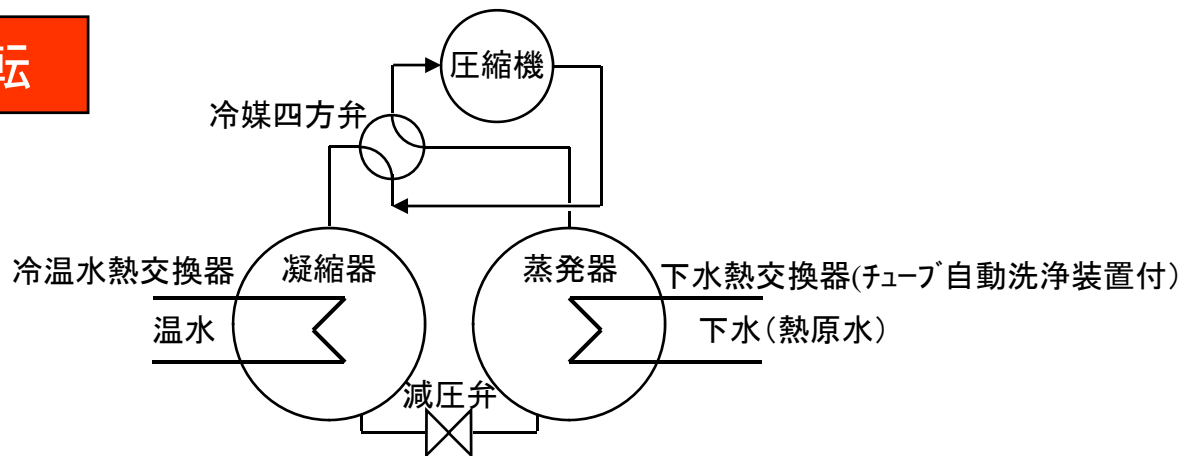 転
圧縮機
冷媒四方弁
冷温水熱交換器
凝縮器
蒸発器
下水熱交換器(ﾁｭｰﾌﾞ自動洗浄装置付）
温水
下水（熱原水）
減圧弁